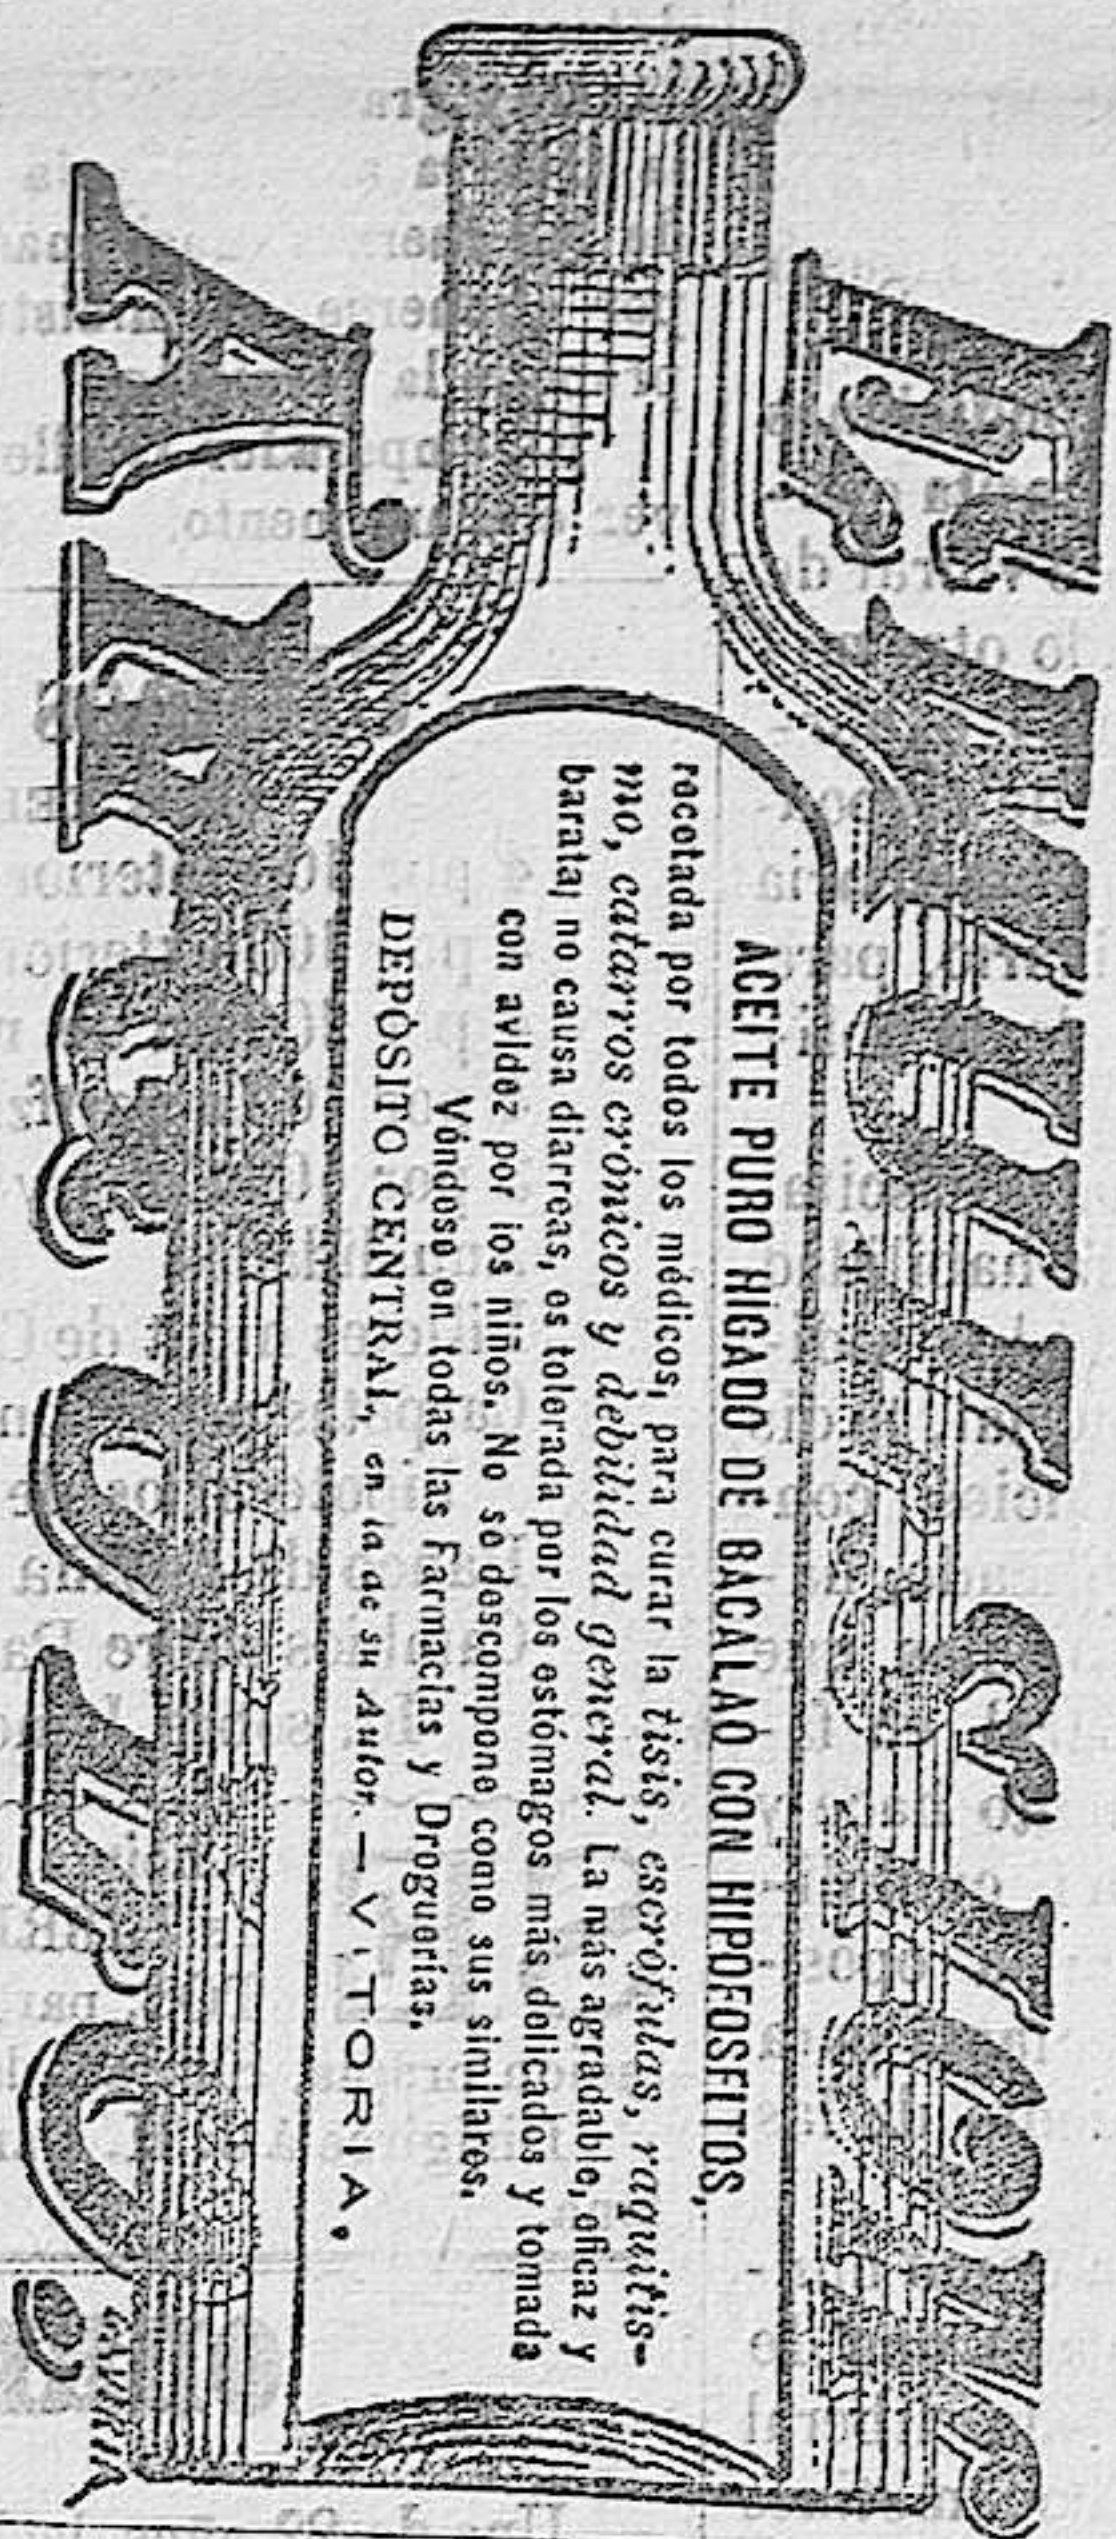 EMULSIÓN
ACEITE PURO HÍGADO DE BACALAO CON HIPOFOSFITOS,
recetada por todos los médicos, para curar la tisis, escrófulas, raquitis-
mo, catarros crónicos y debilidad general. La más agradable, eficaz y
barata; no causa diarreas, es tolerada por los estómagos más delicados y tomada
con avidez por los niños. No se descompone como sus similares.
Véndese en todas las Farmacias y Droguerías.
DEPÓSITO CENTRAL, en la de su Autor.—VITORIA.